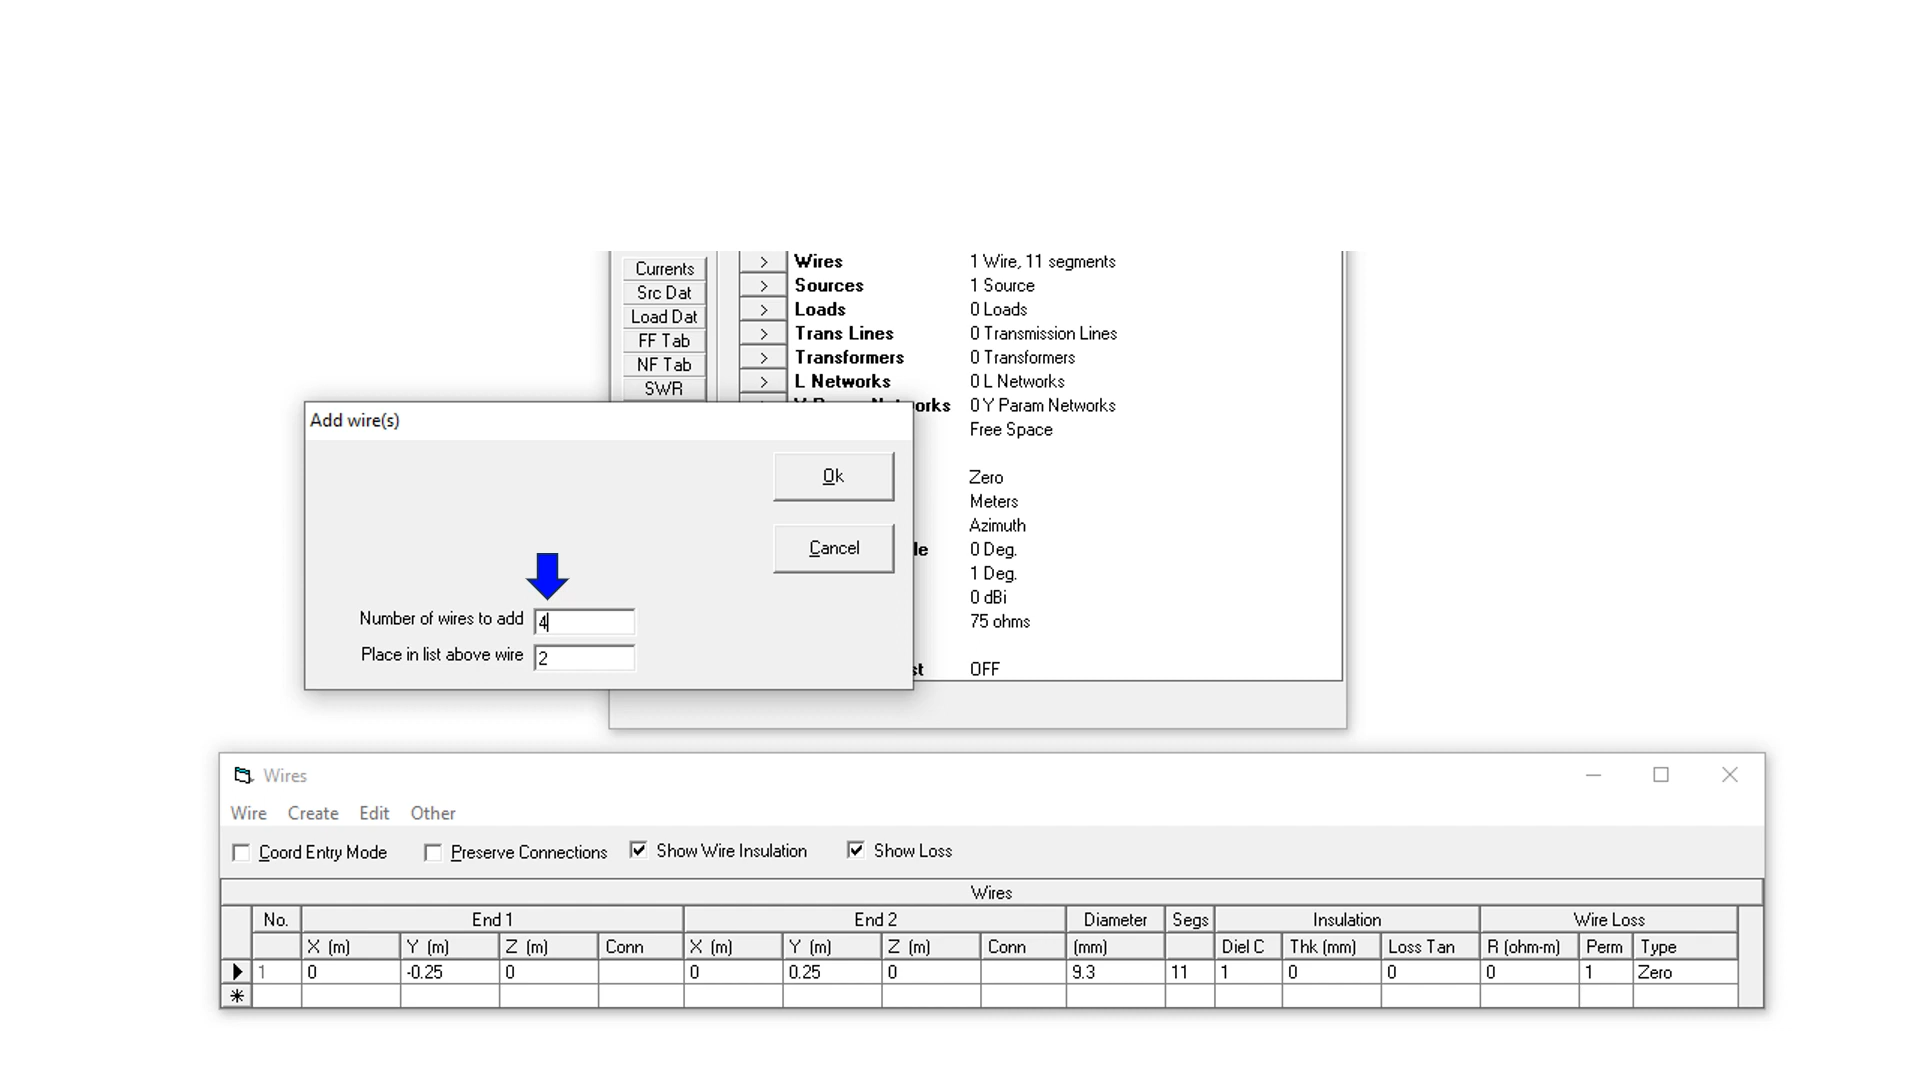 Currents
Src Dat
Load Dat
FF Tab
NF Tab
SWR
> Wires 1 Wire, 11 segments
> Sources 1 Source
> Loads 0 Loads
> Trans Lines 0 Transmission Lines
> Transformers 0 Transformers
> L Networks 0 L Networks
orks 0 Y Param Networks
Free Space
Zero
Meters
Azimuth
le 0 Deg.
1 Deg.
0 dBi
75 ohms
st OFF
Add wire(s)
Ok
Cancel
Number of wires to add 4
Place in list above wire 2
Wires
Wire Create Edit Other
Coord Entry Mode Preserve Connections Show Wire Insulation Show Loss
Wires
No. End 1 End 2 Diameter Segs Insulation Wire Loss
X (m) Y (m) Z (m) Conn X (m) Y (m) Z (m) Conn (mm) Diel C Thk (mm) Loss Tan R (ohm-m) Perm Type
1 0 -0.25 0 0 0.25 0 9.3 11 1 0 0 0 1 Zero